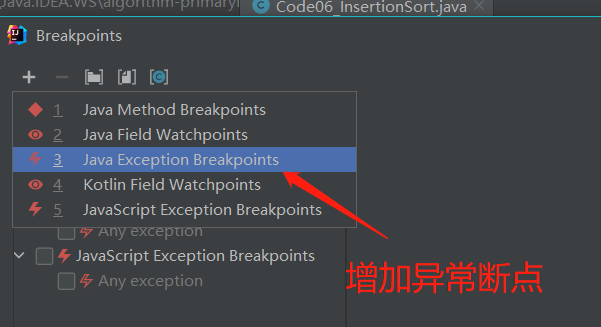 Java.IDEA.WS\algorithm-primaryl
Code06_InsertionSort.java
Breakpoints
1 Java Method Breakpoints
2 Java Field Watchpoints
3 Java Exception Breakpoints
4 Kotlin Field Watchpoints
5 JavaScript Exception Breakpoints
Any exception
JavaScript Exception Breakpoints
Any exception
增加异常断点